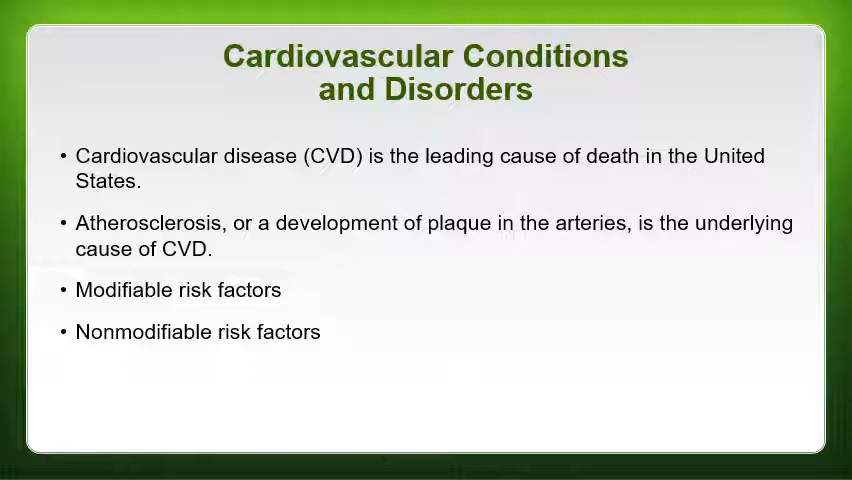 Cardiovascular Conditions
and Disorders
• Cardiovascular disease (CVD) is the leading cause of death in the United
States.
• Atherosclerosis, or a development of plaque in the arteries, is the underlying
cause of CVD.
• Modifiable risk factors
• Nonmodifiable risk factors